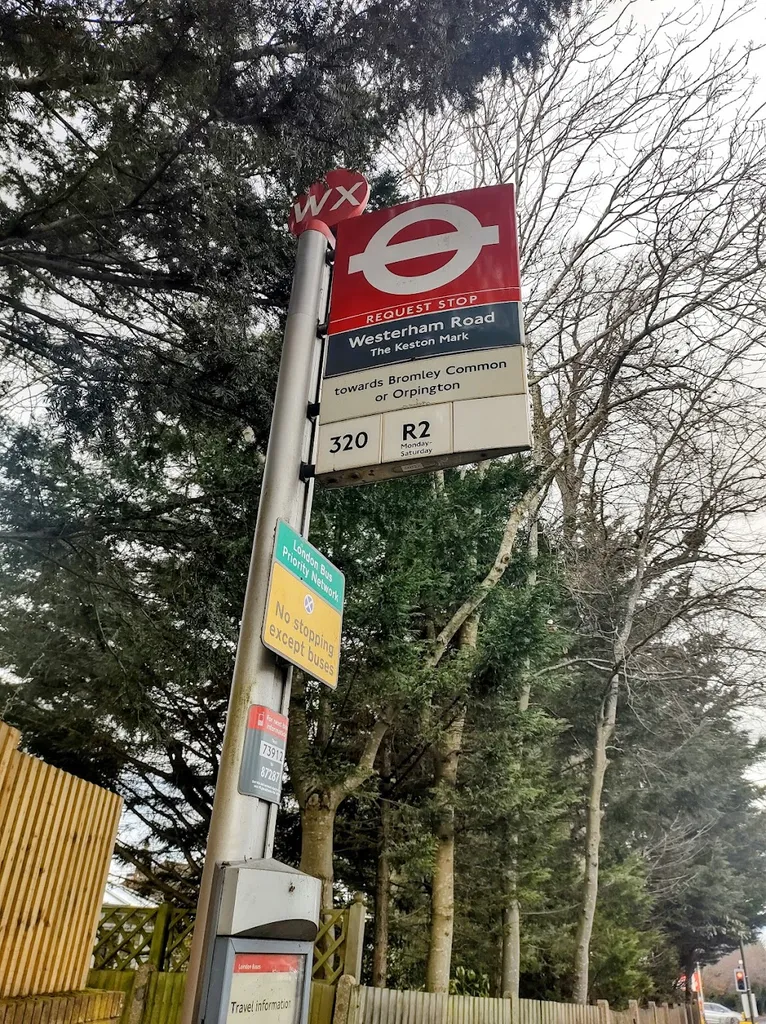 WX
REQUEST STOP
Westerham Road
The Keston Mark
towards Bromley Common
or Orpington
320
R2
Monday-
Saturday
London Bus
Priority Network
No stopping
except buses
73912
87287
Travel information